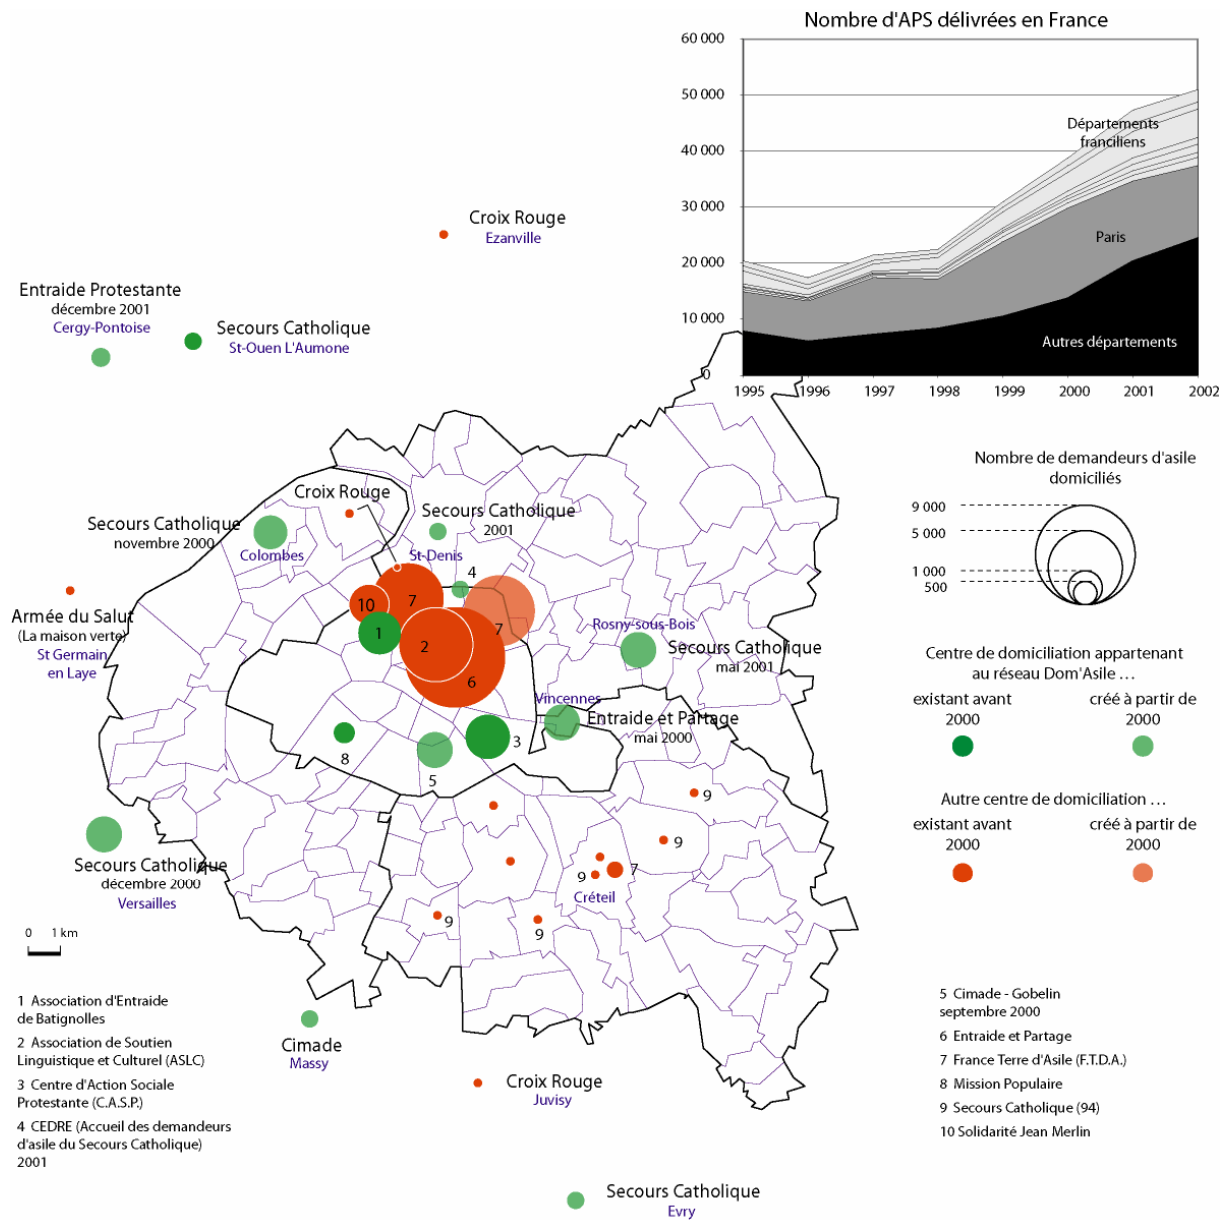 Nombre d'APS délivrées en France
60 000
50 000
40 000
30 000
20 000
10 000
0
Départements
franciliens
Paris
Autres départements
1995
1996
1997
1998
1999
2000
2001
2002
Croix Rouge
Ezanville
Entraide Protestante
décembre 2001
Cergy-Pontoise
Secours Catholique
St-Ouen L'Aumone
Croix Rouge
Secours Catholique
novembre 2000
Colombes
Secours Catholique
2001
St-Denis
4
10
7
7
1
2
6
Armée du Salut
(La maison verte)
St Germain
en Laye
Rosny-sous-Bois
Secours Catholique
mai 2001
Vincennes
Entraide et Partage
mai 2000
3
8
5
9
9
9
7
Créteil
9
9
Secours Catholique
décembre 2000
Versailles
0 1 km
Cimade
Massy
Croix Rouge
Juvisy
Secours Catholique
Evry
Nombre de demandeurs d'asile
domiciliés
9 000
5 000
1 000
500
Centre de domiciliation appartenant
au réseau Dom'Asile ...
existant avant
2000
créé à partir de
2000
Autre centre de domiciliation ...
existant avant
2000
créé à partir de
2000
1 Association d'Entraide
de Batignolles
2 Association de Soutien
Linguistique et Culturel (ASLC)
3 Centre d'Action Sociale
Protestante (C.A.S.P.)
4 CEDRE (Accueil des demandeurs
d'asile du Secours Catholique)
2001
5 Cimade - Gobelin
septembre 2000
6 Entraide et Partage
7 France Terre d'Asile (F.T.D.A.)
8 Mission Populaire
9 Secours Catholique (94)
10 Solidarité Jean Merlin